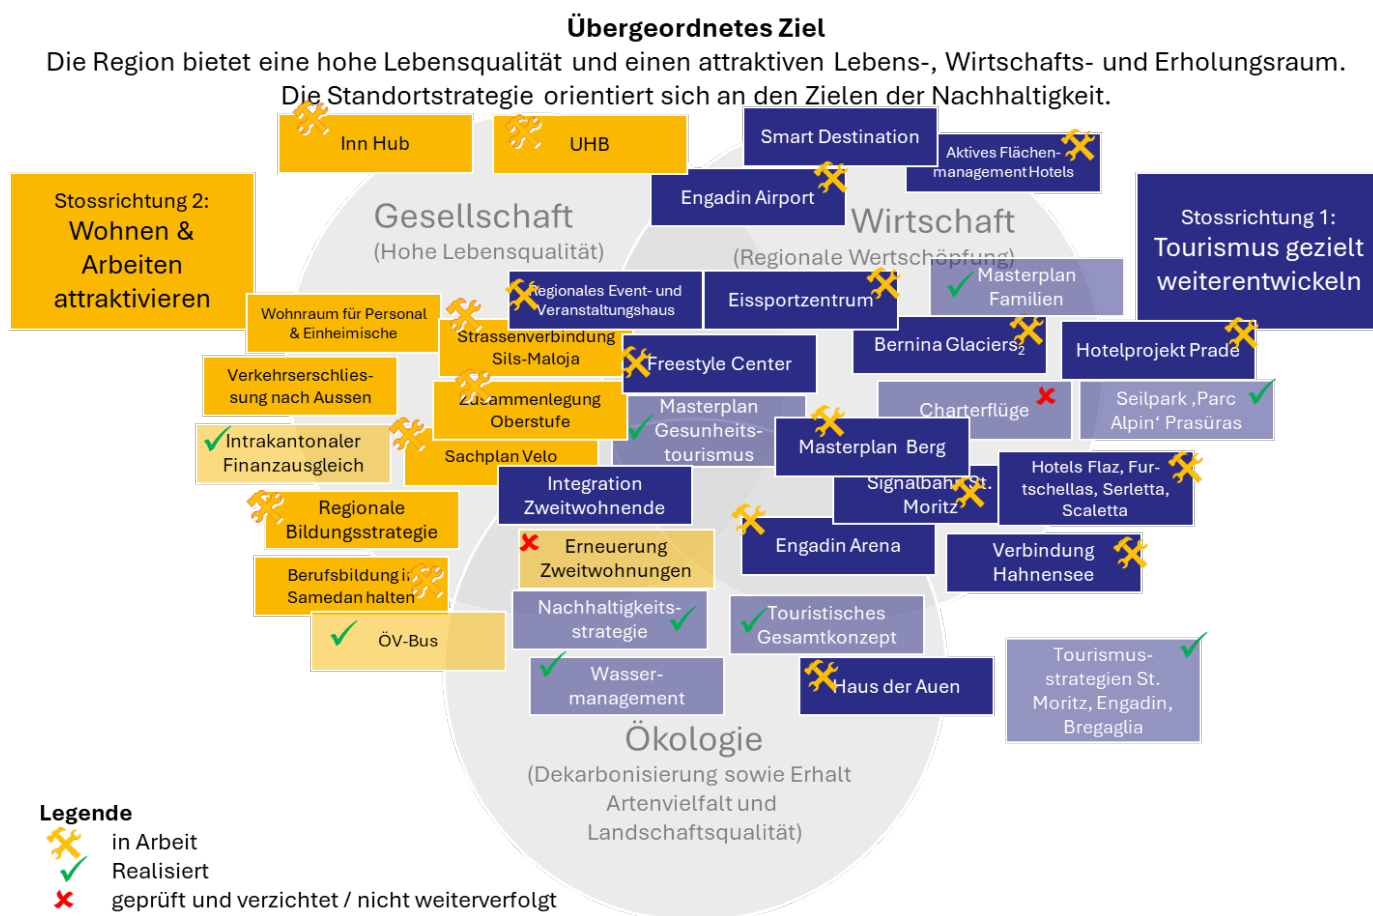 Übergeordnetes Ziel
Die Region bietet eine hohe Lebensqualität und einen attraktiven Lebens-, Wirtschafts- und Erholungsraum.
Die Standortstrategie orientiert sich an den Zielen der Nachhaltigkeit.
Inn Hub
UHB
Smart Destination
Aktives Flächen-
management Hotels
Engadin Airport
Stossrichtung 2:
Wohnen &
Arbeiten
attraktivieren
Gesellschaft
(Hohe Lebensqualität)
Wirtschaft
(Regionale Wertschöpfung)
Stossrichtung 1:
Tourismus gezielt
weiterentwickeln
Masterplan
Familien
Regionales Event- und
Veranstaltungshaus
Eissportzentrum
Wohnraum für Personal
& Einheimische
Strassenverbindung
Sils-Maloja
Freestyle Center
Bernina Glaciers2
Hotelprojekt Prade
Verkehrserschlies-
sung nach Aussen
Zusammenlegung
Oberstufe
Masterplan
Gesunheits-
tourismus
Charterflüge
Seilpark ‚Parc
Alpin‘ Prasüras
Intrakantonaler
Finanzausgleich
Sachplan Velo
Masterplan Berg
Integration
Zweitwohnende
Signalbahn St.
Moritz
Hotels Flaz, Fur-
tschellas, Serletta,
Scaletta
Regionale
Bildungsstrategie
Erneuerung
Zweitwohnungen
Engadin Arena
Verbindung
Hahnensee
Berufsbildung in
Samedan halten
ÖV-Bus
Nachhaltigkeits-
strategie
Touristisches
Gesamtkonzept
Wasser-
management
Haus der Auen
Tourismus-
strategien St.
Moritz, Engadin,
Bregaglia
Ökologie
(Dekarbonisierung sowie Erhalt
Artenvielfalt und
Landschaftsqualität)
Legende
in Arbeit
Realisiert
geprüft und verzichtet / nicht weiterverfolgt